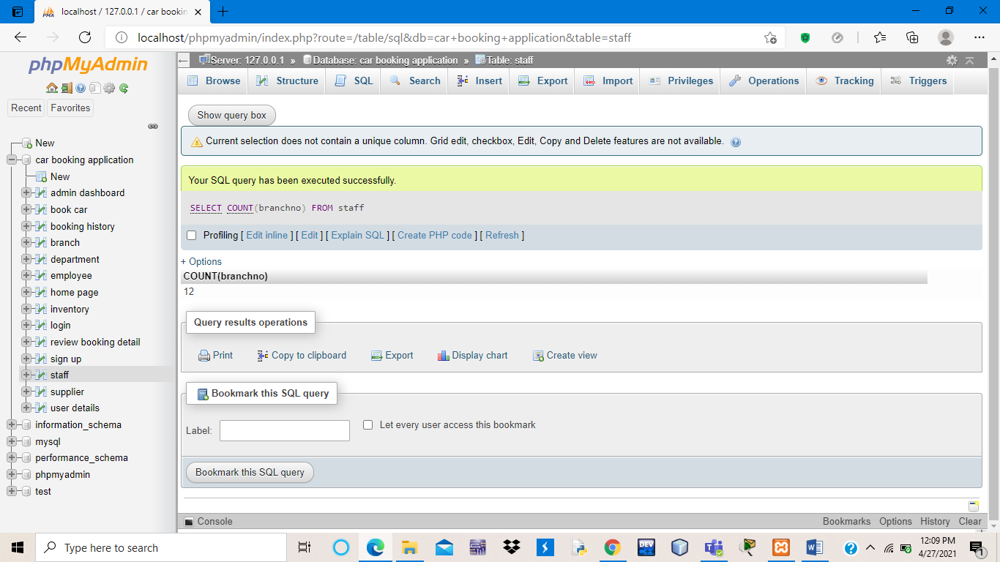 localhost / 127.0.0.1 / car bookin
localhost/phpmyadmin/index.php?route=/table/sql&db=car+booking+application&table=staff
phpMyAdmin
Recent Favorites
New
car booking application
New
admin dashboard
book car
booking history
branch
department
employee
home page
inventory
login
review booking detail
sign up
staff
supplier
user details
information_schema
mysql
performance_schema
phpmyadmin
test
Server: 127.0.0.1 » Database: car booking application » Table: staff
Browse Structure SQL Search Insert Export Import Privileges Operations Tracking Triggers
Show query box
Current selection does not contain a unique column. Grid edit, checkbox, Edit, Copy and Delete features are not available.
Your SQL query has been executed successfully.
SELECT COUNT(branchno) FROM staff
Profiling [ Edit inline ] [ Edit ] [ Explain SQL ] [ Create PHP code ] [ Refresh ]
+ Options
COUNT(branchno)
12
Query results operations
Print Copy to clipboard Export Display chart Create view
Bookmark this SQL query
Label: Let every user access this bookmark
Bookmark this SQL query
Console Bookmarks Options History Clear
Type here to search
DEV
12:09 PM
4/27/2021
1